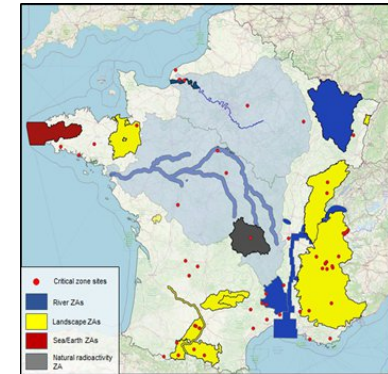 Critical zone sites
River ZAs
Landscape ZAs
Sea/Earth ZAs
Natural radioactivity
ZA